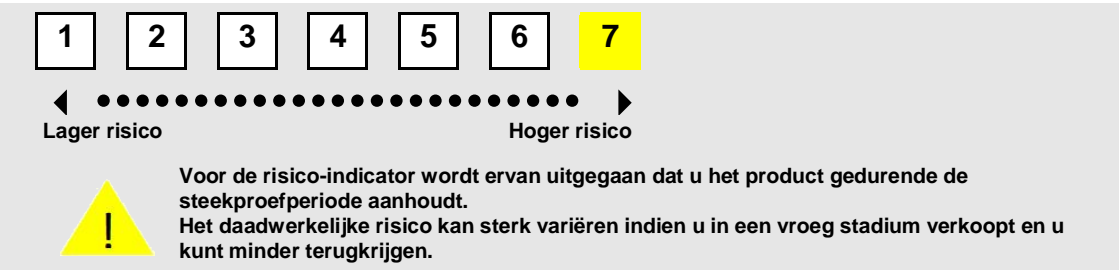 1 2 3 4 5 6 7
Lager risico Hoger risico
!
Voor de risico-indicator wordt ervan uitgegaan dat u het product gedurende de
steekproefperiode aanhoudt.
Het daadwerkelijke risico kan sterk variëren indien u in een vroeg stadium verkoopt en u
kunt minder terugkrijgen.